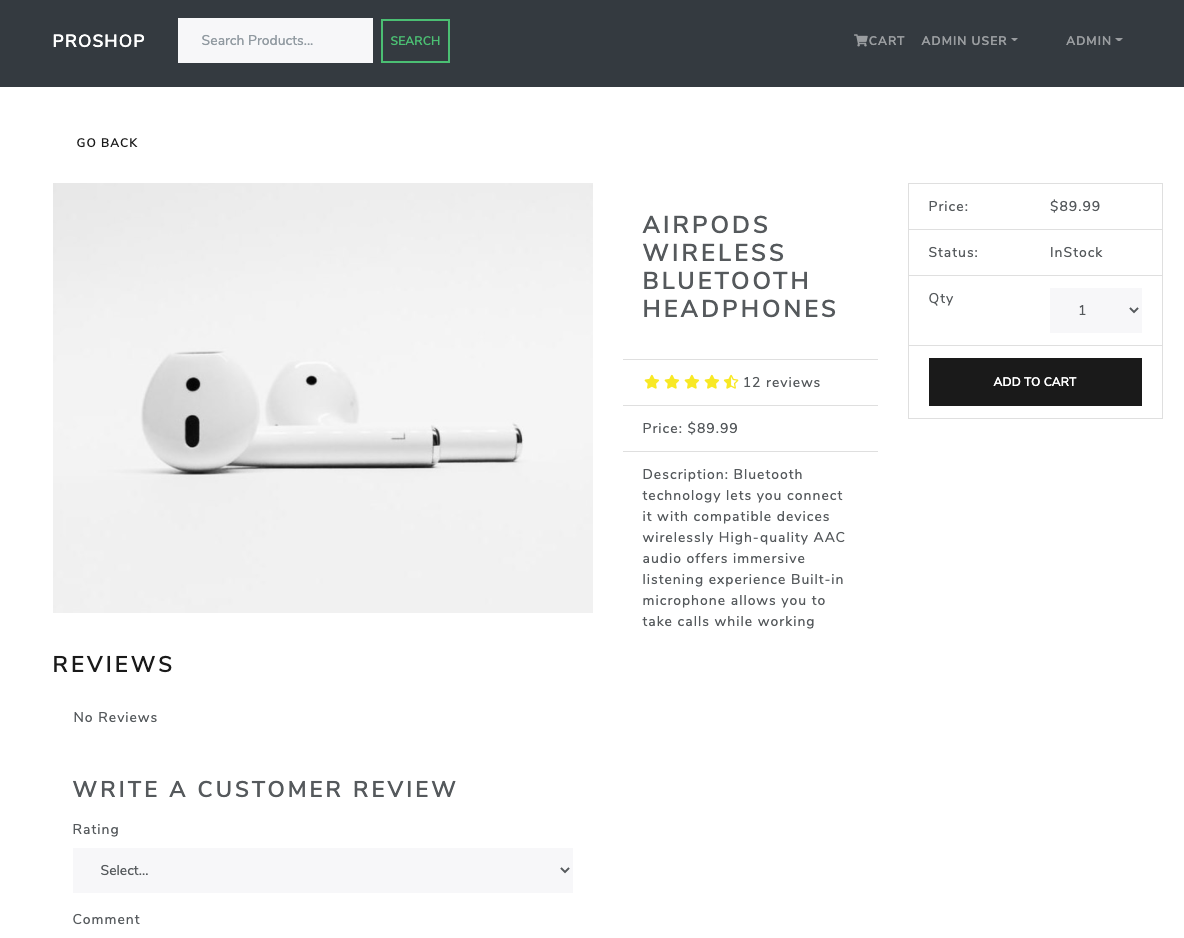 PROSHOP
Search Products...
SEARCH
CART
ADMIN USER
ADMIN
GO BACK
AIRPODS
WIRELESS
BLUETOOTH
HEADPHONES
12 reviews
Price: $89.99
Description: Bluetooth
technology lets you connect
it with compatible devices
wirelessly High-quality AAC
audio offers immersive
listening experience Built-in
microphone allows you to
take calls while working
Price: $89.99
Status: InStock
Qty 1
ADD TO CART
REVIEWS
No Reviews
WRITE A CUSTOMER REVIEW
Rating
Select...
Comment